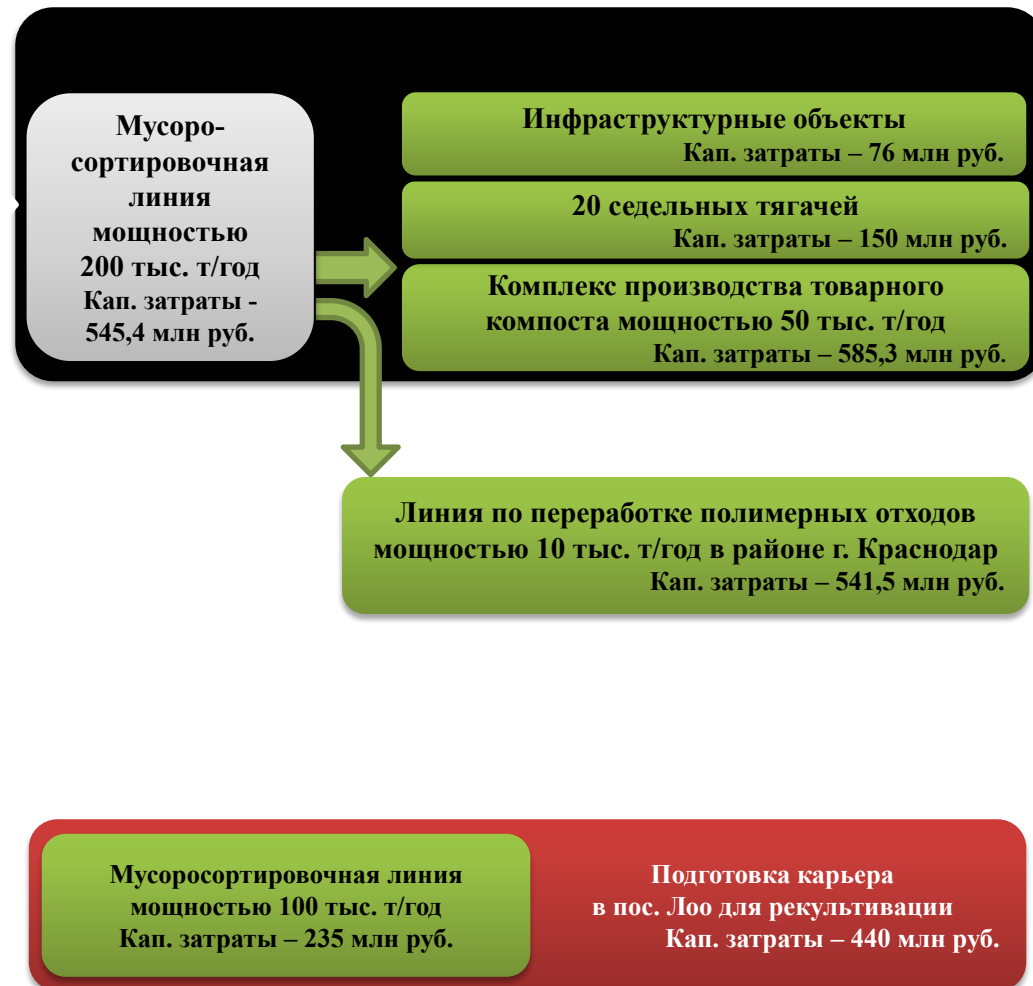 Мусоро-
сортировочная
линия
мощностью
200 тыс. т/год
Кап. затраты -
545,4 млн руб.
Инфраструктурные объекты
Кап. затраты – 76 млн руб.
20 седельных тягачей
Кап. затраты – 150 млн руб.
Комплекс производства товарного
компоста мощностью 50 тыс. т/год
Кап. затраты – 585,3 млн руб.
Линия по переработке полимерных отходов
мощностью 10 тыс. т/год в районе г. Краснодар
Кап. затраты – 541,5 млн руб.
Мусоросортировочная линия
мощностью 100 тыс. т/год
Кап. затраты – 235 млн руб.
Подготовка карьера
в пос. Лоо для рекультивации
Кап. затраты – 440 млн руб.